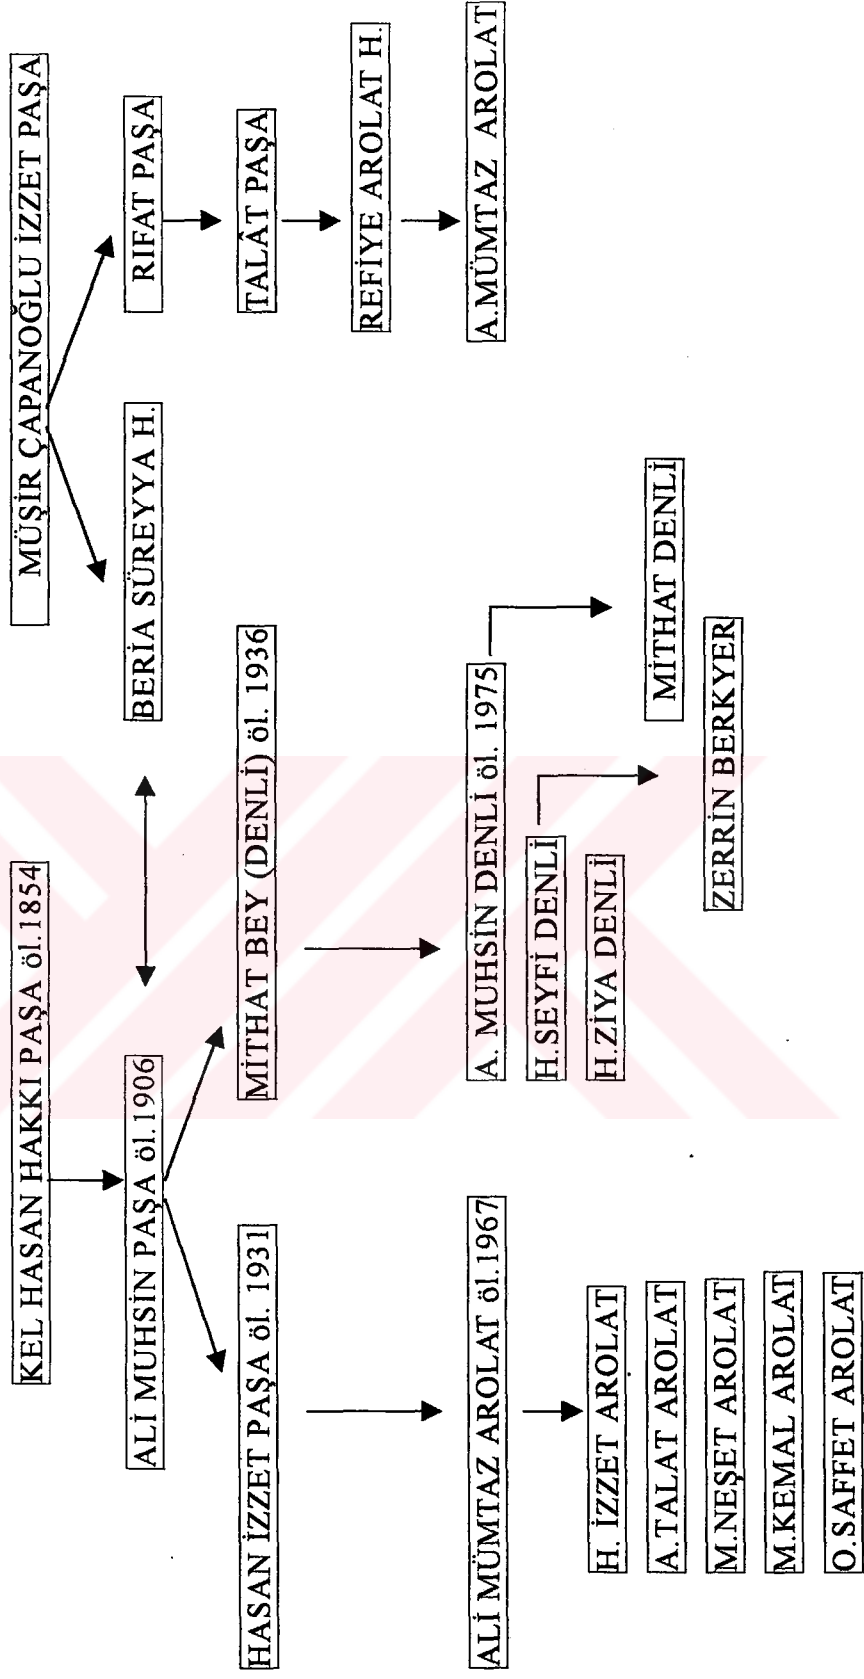 KEL HASAN HAKKI PAŞA öl.1854
MÜŞİR ÇAPANOĞLU İZZET PAŞA
ALİ MUHSİN PAŞA öl.1906
BERİA SÜREYYA H.
RIFAT PAŞA
HASAN İZZET PAŞA öl. 1931
MİTHAT BEY (DENLİ) öl. 1936
TALÂT PAŞA
REFİYE AROLAT H.
ALİ MÜMTAZ AROLAT öl.1967
A. MUHSİN DENLİ öl. 1975
A.MÜMTAZ AROLAT
H.SEYFİ DENLİ
H. İZZET AROLAT
H.ZİYA DENLİ
A.TALAT AROLAT
MİTHAT DENLİ
M.NEŞET AROLAT
ZERRİN BERKYER
M.KEMAL AROLAT
O.SAFFET AROLAT